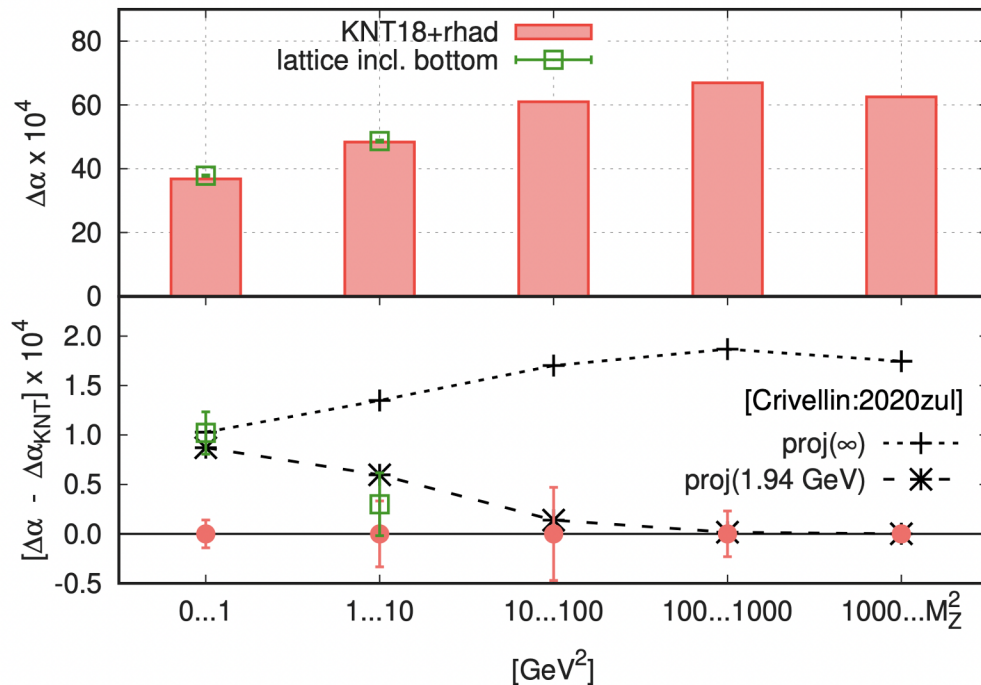 KNT18+rhad
lattice incl. bottom
Δα x 10⁴
80
60
40
20
0
[Δα - Δα_KNT] x 10⁴
2.0
1.5
1.0
0.5
0.0
-0.5
[Crivellin:2020zul]
proj(∞)
proj(1.94 GeV)
0...1 1...10 10...100 100...1000 1000...M_Z²
[GeV²]